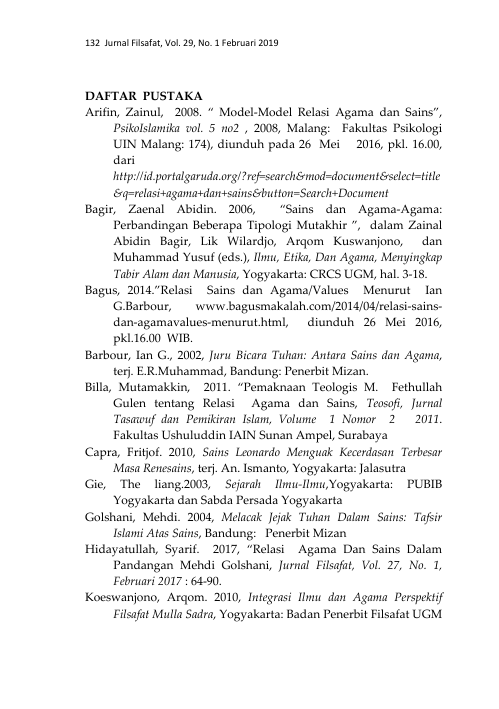 132 Jurnal Filsafat, Vol. 29, No. 1 Februari 2019
DAFTAR PUSTAKA
Arifin, Zainul, 2008. “ Model-Model Relasi Agama dan Sains”,
PsikoIslamika vol. 5 no2 , 2008, Malang: Fakultas Psikologi
UIN Malang: 174), diunduh pada 26 Mei 2016, pkl. 16.00,
dari
http://id.portalgaruda.org/?ref=search&mod=document&select=title
&q=relasi+agama+dan+sains&button=Search+Document
Bagir, Zaenal Abidin. 2006, “Sains dan Agama-Agama:
Perbandingan Beberapa Tipologi Mutakhir ”, dalam Zainal
Abidin Bagir, Lik Wilardjo, Arqom Kuswanjono, dan
Muhammad Yusuf (eds.), Ilmu, Etika, Dan Agama, Menyingkap
Tabir Alam dan Manusia, Yogyakarta: CRCS UGM, hal. 3-18.
Bagus, 2014.”Relasi Sains dan Agama/Values Menurut Ian
G.Barbour, www.bagusmakalah.com/2014/04/relasi-sains-
dan-agamavalues-menurut.html, diunduh 26 Mei 2016,
pkl.16.00 WIB.
Barbour, Ian G., 2002, Juru Bicara Tuhan: Antara Sains dan Agama,
terj. E.R.Muhammad, Bandung: Penerbit Mizan.
Billa, Mutamakkin, 2011. “Pemaknaan Teologis M. Fethullah
Gulen tentang Relasi Agama dan Sains, Teosofi, Jurnal
Tasawuf dan Pemikiran Islam, Volume 1 Nomor 2 2011.
Fakultas Ushuluddin IAIN Sunan Ampel, Surabaya
Capra, Fritjof. 2010, Sains Leonardo Menguak Kecerdasan Terbesar
Masa Renesains, terj. An. Ismanto, Yogyakarta: Jalasutra
Gie, The liang.2003, Sejarah Ilmu-Ilmu,Yogyakarta: PUBIB
Yogyakarta dan Sabda Persada Yogyakarta
Golshani, Mehdi. 2004, Melacak Jejak Tuhan Dalam Sains: Tafsir
Islami Atas Sains, Bandung: Penerbit Mizan
Hidayatullah, Syarif. 2017, “Relasi Agama Dan Sains Dalam
Pandangan Mehdi Golshani, Jurnal Filsafat, Vol. 27, No. 1,
Februari 2017 : 64-90.
Koeswanjono, Arqom. 2010, Integrasi Ilmu dan Agama Perspektif
Filsafat Mulla Sadra, Yogyakarta: Badan Penerbit Filsafat UGM